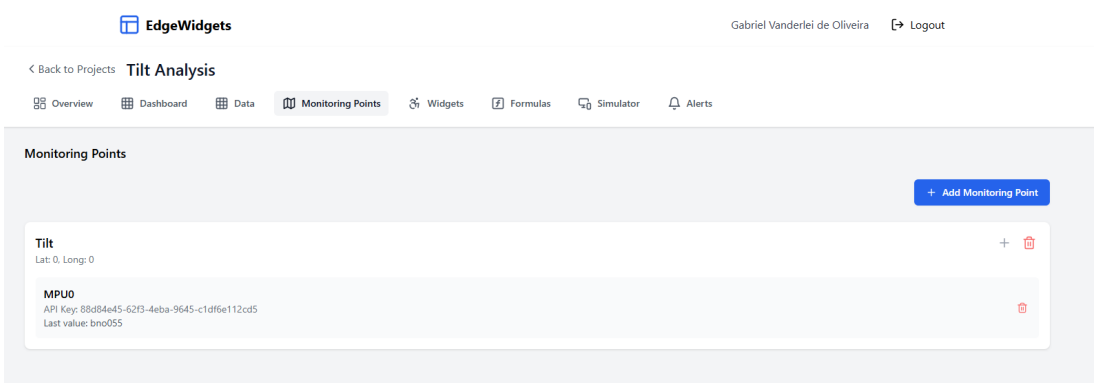 EdgeWidgets
Gabriel Vanderlei de Oliveira
Logout
Back to Projects
Tilt Analysis
Overview
Dashboard
Data
Monitoring Points
Widgets
Formulas
Simulator
Alerts
Monitoring Points
+ Add Monitoring Point
Tilt
Lat: 0, Long: 0
MPU0
API Key: 88d84e45-62f3-4eba-9645-c1df6e112cd5
Last value: bno055